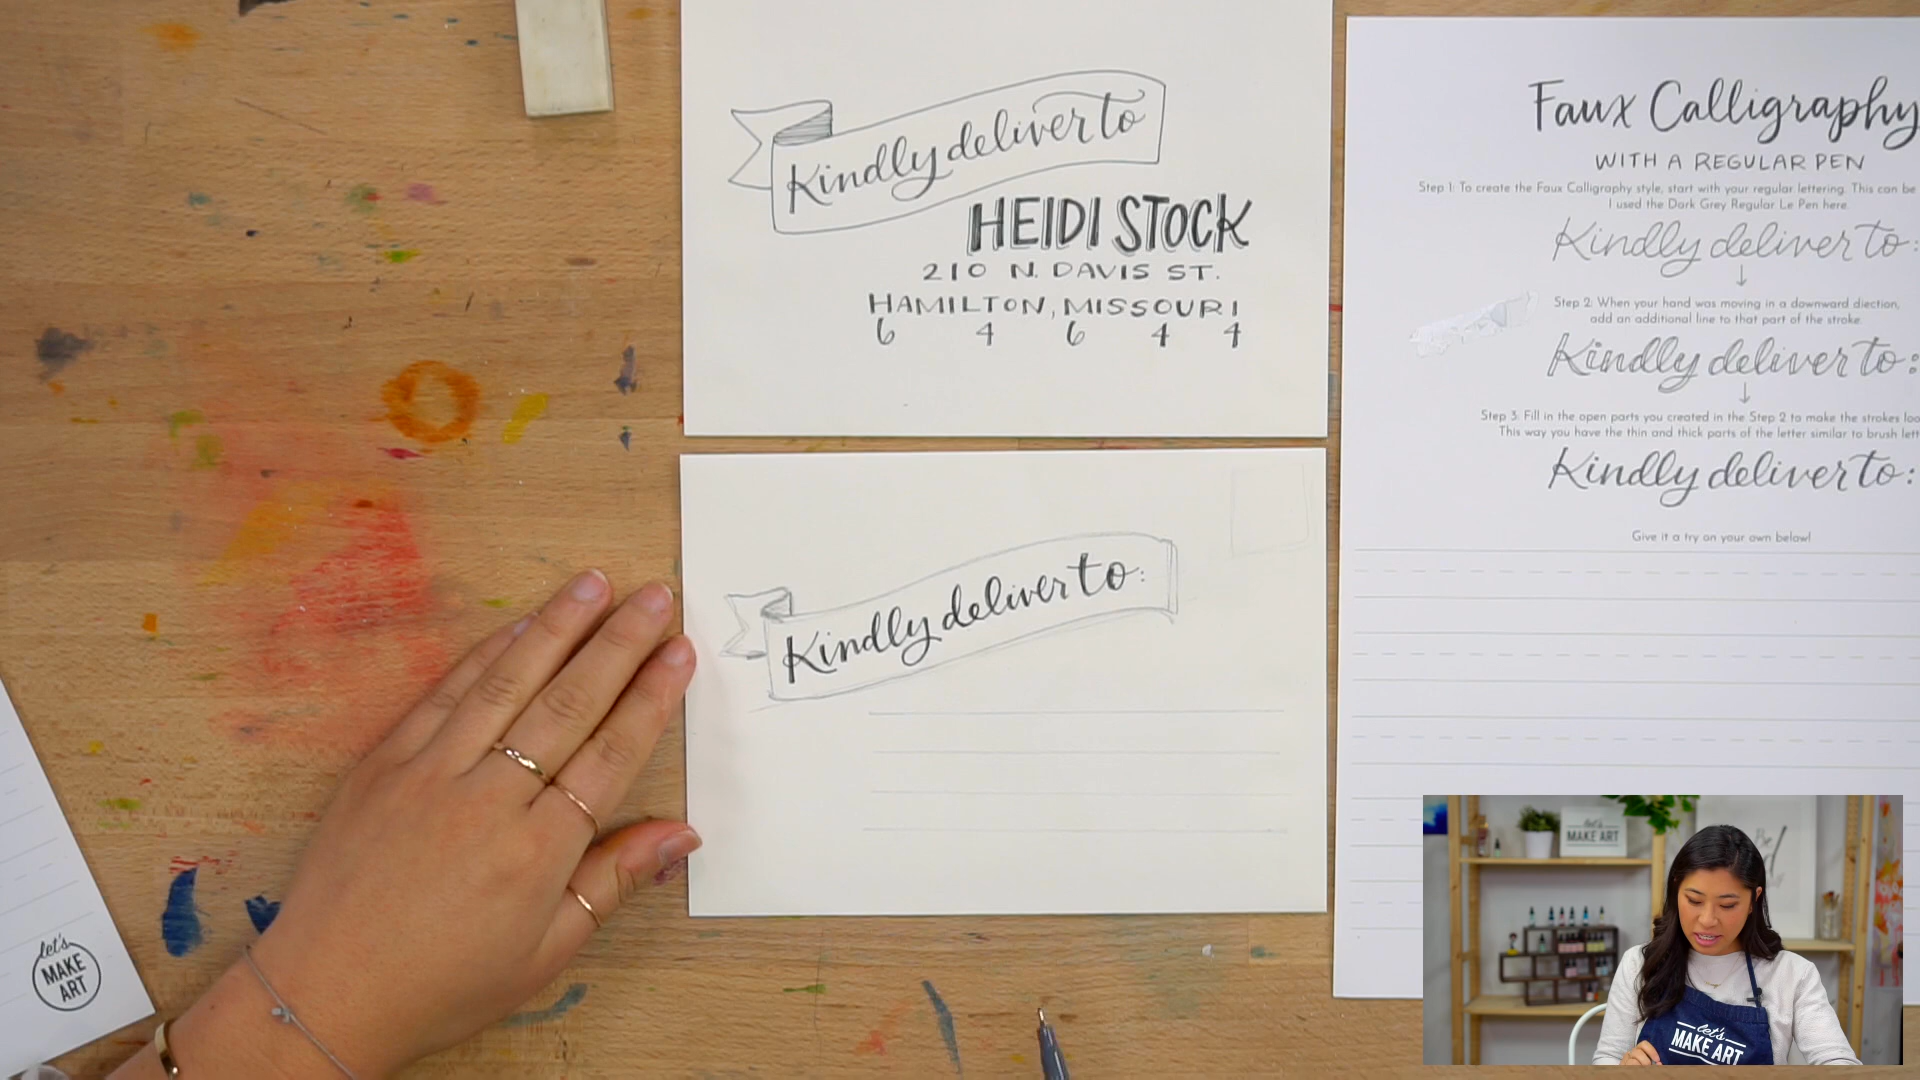 Kindly deliver to
HEIDI STOCK
210 N. DAVIS ST.
HAMILTON, MISSOURI
6 4 6 4 4
Kindly deliver to:
Faux Calligraphy
WITH A REGULAR PEN
Step 1: To create the Faux Calligraphy style, start with your regular lettering. This can be
I used the Dark Grey Regular Le Pen here.
Kindly deliver to:
Step 2: When your hand was moving in a downward diection,
add an additional line to that part of the stroke.
Kindly deliver to:
Step 3: Fill in the open parts you created in the Step 2 to make the strokes
This way you have the thin and thick parts of the letter similar to brush
Kindly deliver to:
Give it a try on your own below!
let's
MAKE
ART
let's
MAKE ART
let's
MAKE ART